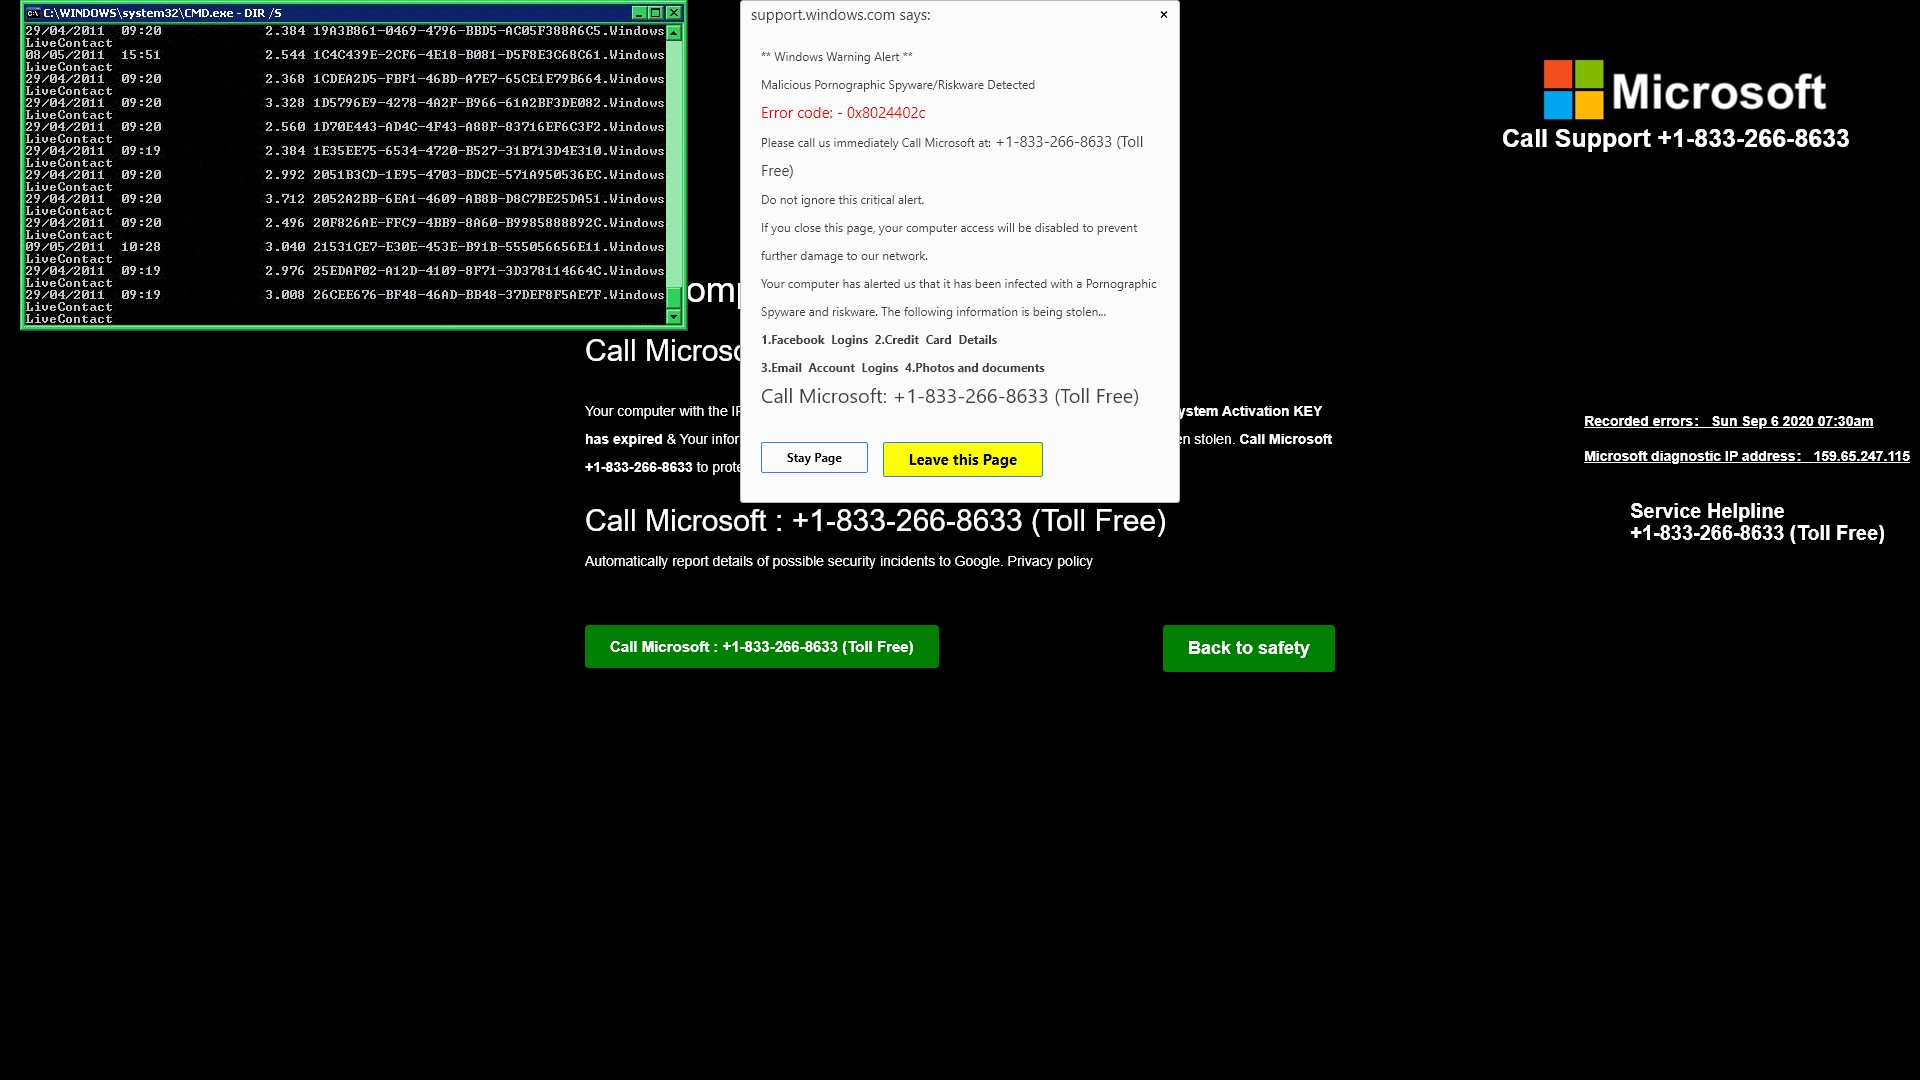 C:\WINDOWS\system32\CMD.exe - DIR /S
29/04/2011  09:20             2.384 19A3B861-0469-4796-BBD5-AC05F388A6C5.Windows
LiveContact
08/05/2011  15:51             2.544 1C4C439E-2CF6-4E18-B081-D5F8E3C68C61.Windows
LiveContact
29/04/2011  09:20             2.368 1CDEA2D5-FBF1-46BD-A7E7-65CE1E79B664.Windows
LiveContact
29/04/2011  09:20             3.328 1D5796E9-4278-4A2F-B966-61A2BF3DE082.Windows
LiveContact
29/04/2011  09:20             2.560 1D70E443-AD4C-4F43-A88F-83716EF6C3F2.Windows
LiveContact
29/04/2011  09:19             2.384 1E35EE75-6534-4720-B527-31B713D4E310.Windows
LiveContact
29/04/2011  09:20             2.992 2051B3CD-1E95-4703-BDCE-571A950536EC.Windows
LiveContact
29/04/2011  09:20             3.712 2052A2BB-6EA1-4609-AB8B-D8C7BE25DA51.Windows
LiveContact
29/04/2011  09:20             2.496 20F826AE-FFC9-4BB9-8A60-B9985888892C.Windows
LiveContact
09/05/2011  10:28             3.040 21531CE7-E30E-453E-B91B-555056656E11.Windows
LiveContact
29/04/2011  09:19             2.976 25EDAF02-A12D-4109-8F71-3D378114664C.Windows
LiveContact
29/04/2011  09:19             3.008 26CEE676-BF48-46AD-BB48-37DEF8F5AE7F.Windows
LiveContact
LiveContact
support.windows.com says:
×
** Windows Warning Alert **
Malicious Pornographic Spyware/Riskware Detected
Error code: - 0x8024402c
Please call us immediately Call Microsoft at: +1-833-266-8633 (Toll
Free)
Do not ignore this critical alert.
If you close this page, your computer access will be disabled to prevent
further damage to our network.
Your computer has alerted us that it has been infected with a Pornographic
Spyware and riskware. The following information is being stolen...
1.Facebook Logins 2.Credit Card Details
3.Email Account Logins 4.Photos and documents
Call Microsoft: +1-833-266-8633 (Toll Free)
Stay Page
Leave this Page
Microsoft
Call Support +1-833-266-8633
Call Microso
Your computer with the IP
ystem Activation KEY
has expired & Your infor
en stolen. Call Microsoft
+1-833-266-8633 to prote
Call Microsoft : +1-833-266-8633 (Toll Free)
Automatically report details of possible security incidents to Google. Privacy policy
Call Microsoft : +1-833-266-8633 (Toll Free)
Back to safety
Recorded errors: Sun Sep 6 2020 07:30am
Microsoft diagnostic IP address: 159.65.247.115
Service Helpline
+1-833-266-8633 (Toll Free)